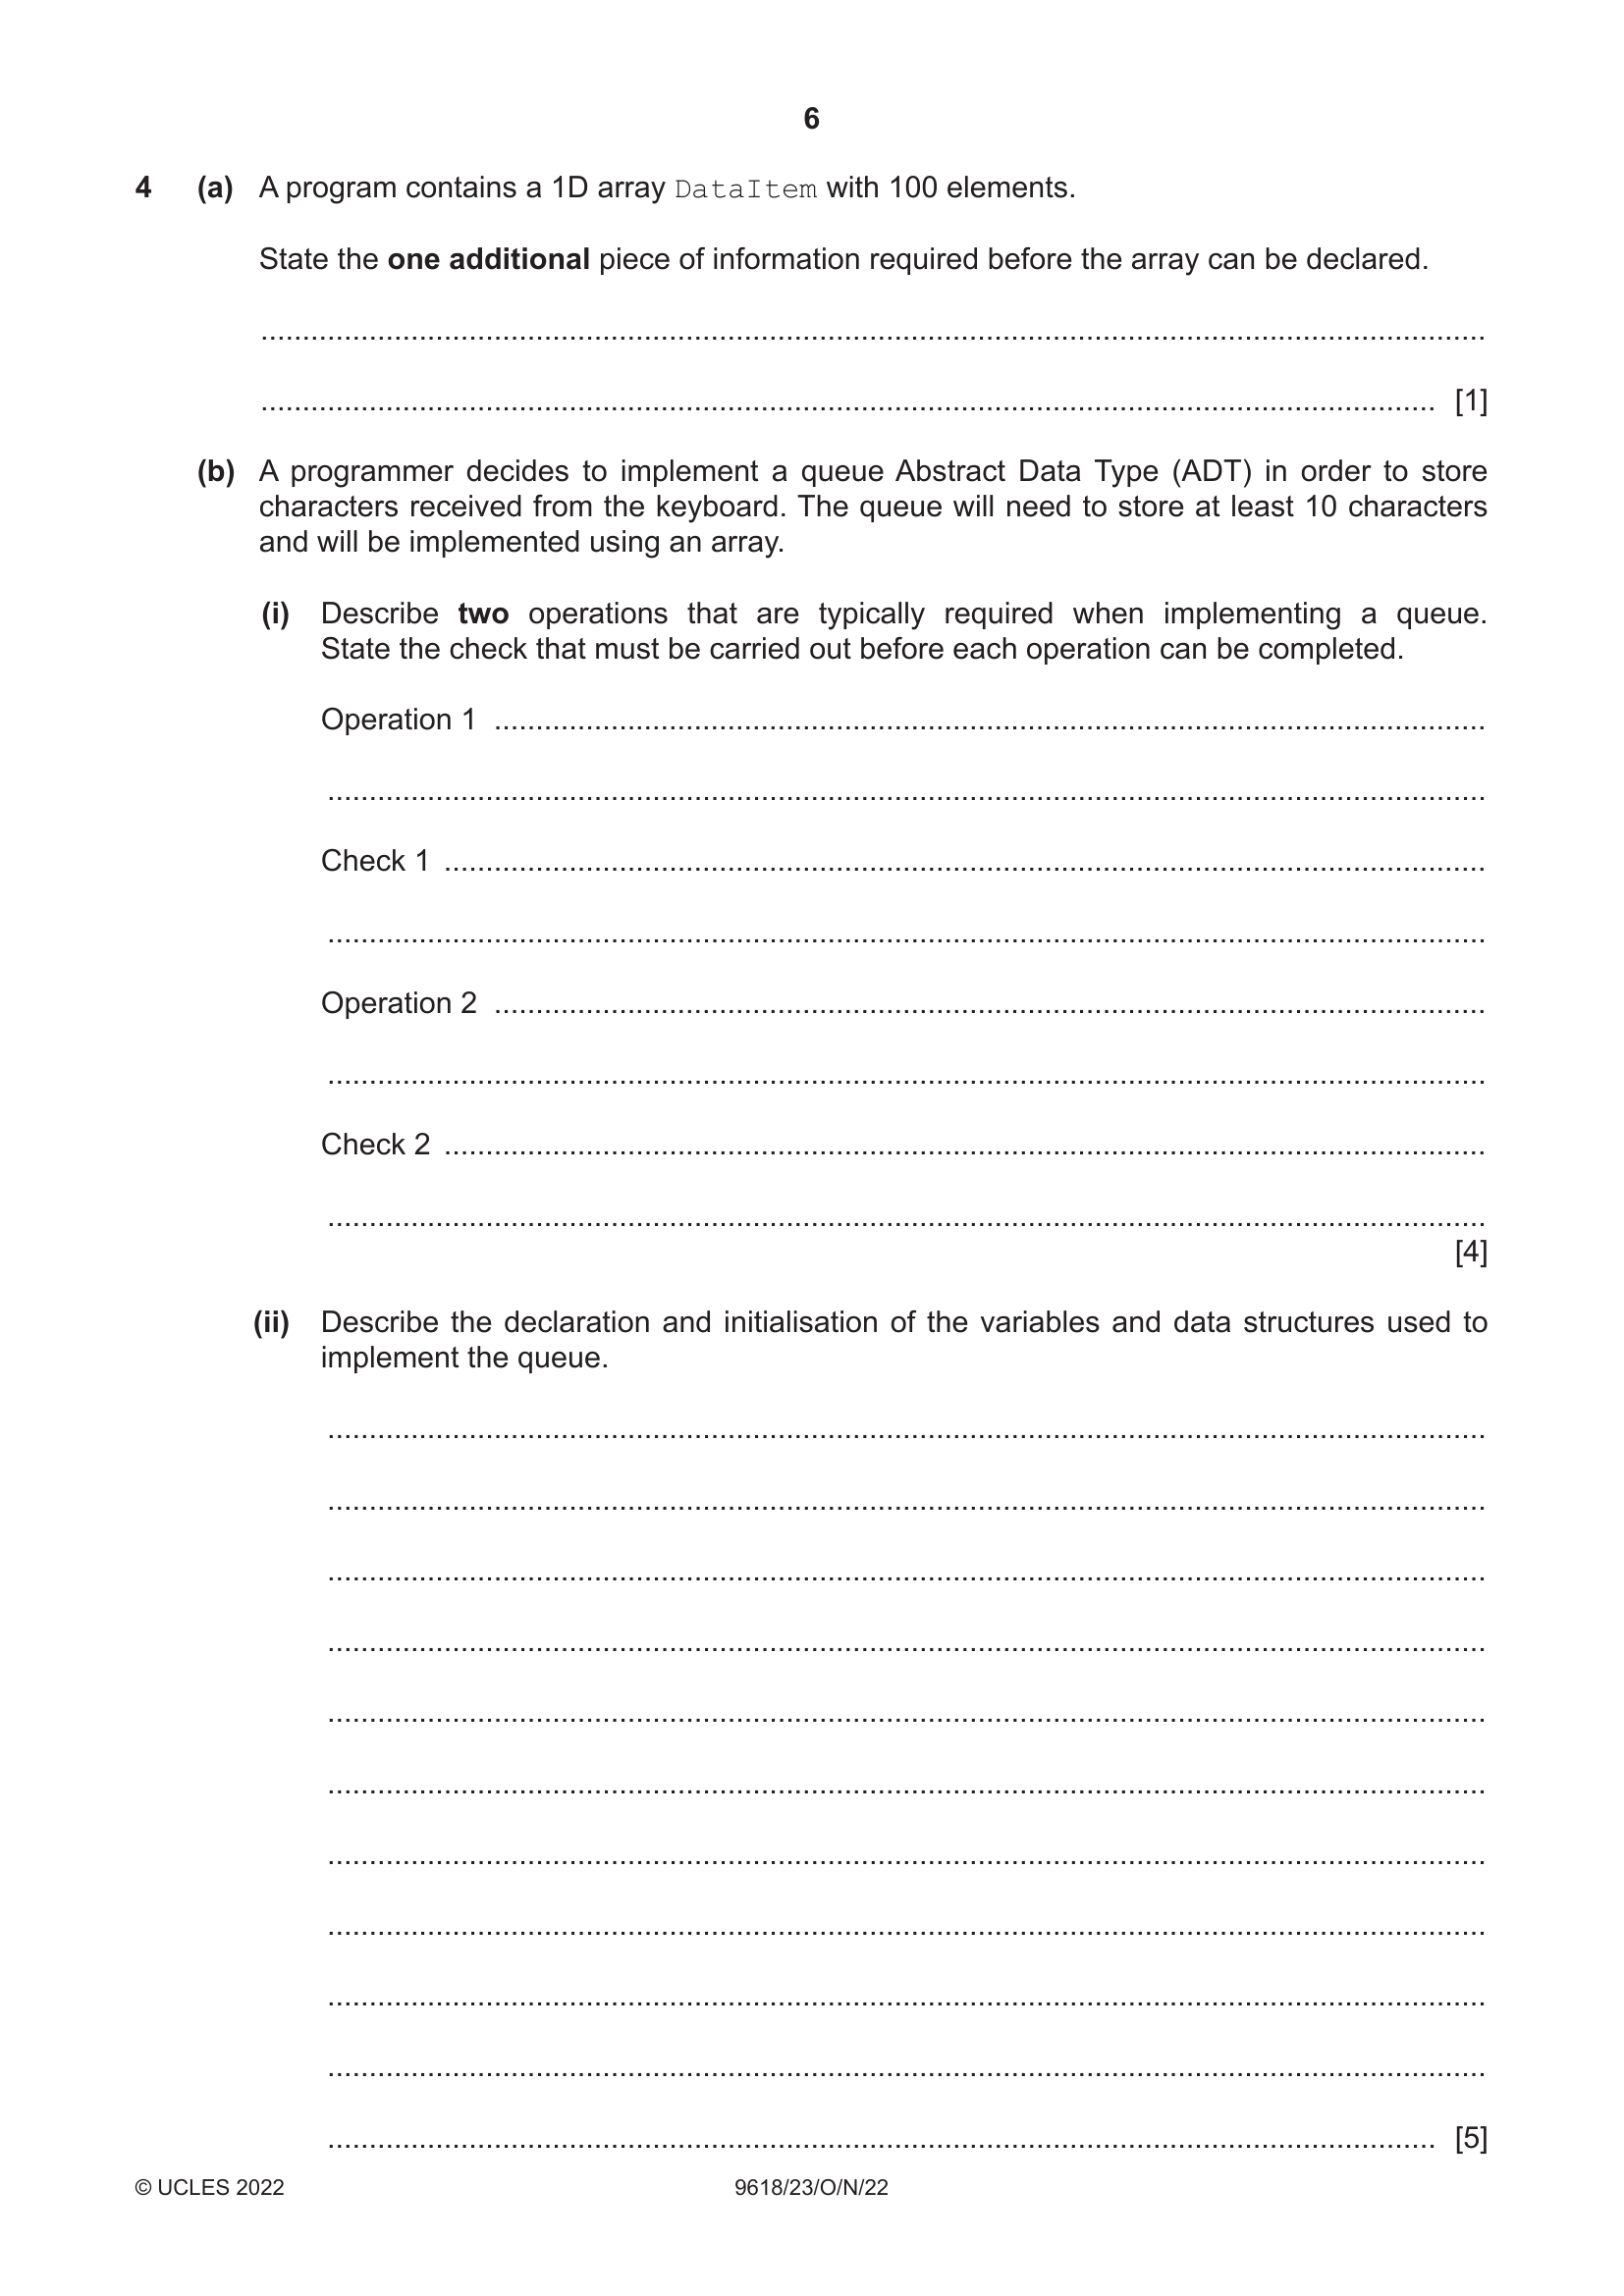 6
4 (a) A program contains a 1D array DataItem with 100 elements.
State the one additional piece of information required before the array can be declared.
..........................................................................................................................................................
.................................................................................................................................................... [1]
(b) A programmer decides to implement a queue Abstract Data Type (ADT) in order to store
characters received from the keyboard. The queue will need to store at least 10 characters
and will be implemented using an array.
(i) Describe two operations that are typically required when implementing a queue.
State the check that must be carried out before each operation can be completed.
Operation 1 ............................................................................................................................
.................................................................................................................................................
Check 1 ..................................................................................................................................
.................................................................................................................................................
Operation 2 ............................................................................................................................
.................................................................................................................................................
Check 2 ..................................................................................................................................
.................................................................................................................................................
[4]
(ii) Describe the declaration and initialisation of the variables and data structures used to
implement the queue.
.................................................................................................................................................
.................................................................................................................................................
.................................................................................................................................................
.................................................................................................................................................
.................................................................................................................................................
.................................................................................................................................................
.................................................................................................................................................
.................................................................................................................................................
.................................................................................................................................................
.................................................................................................................................................
........................................................................................................................................... [5]
© UCLES 2022 9618/23/O/N/22